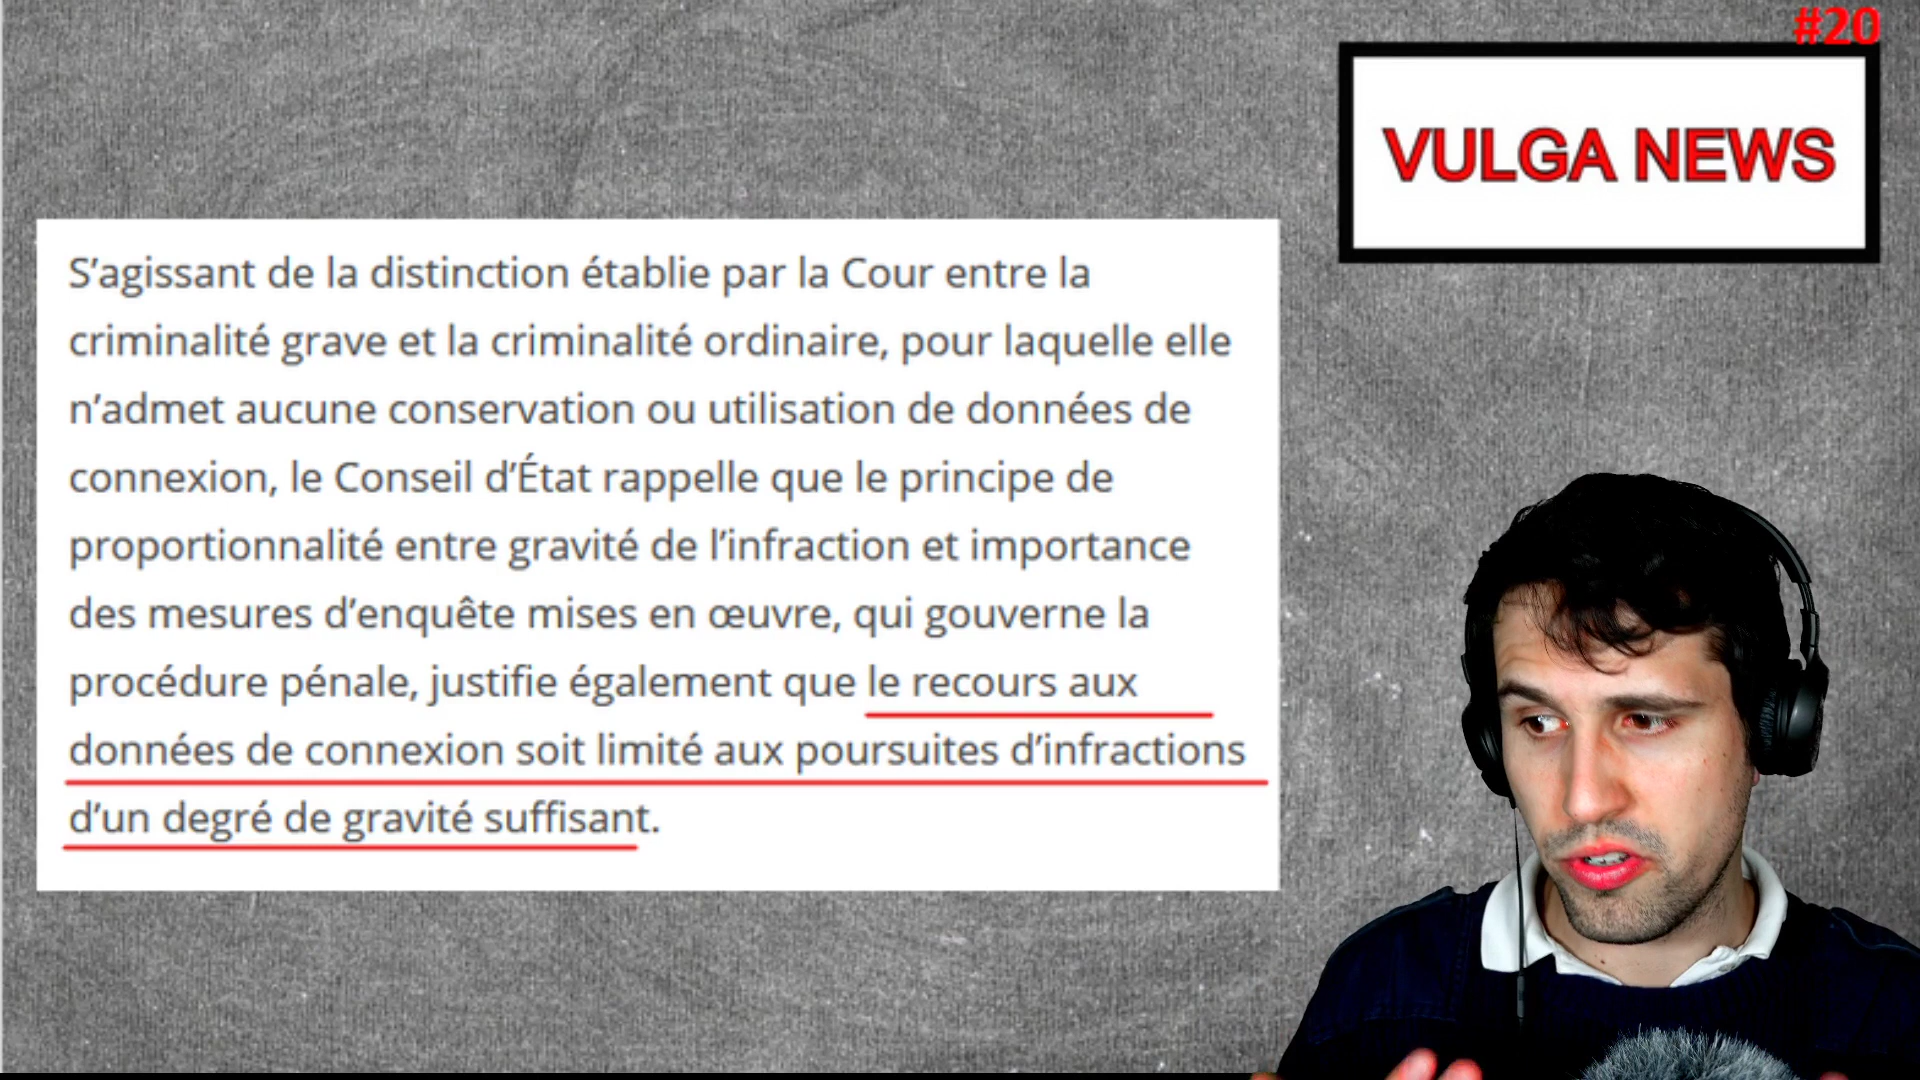 #20
VULGA NEWS
S’agissant de la distinction établie par la Cour entre la
criminalité grave et la criminalité ordinaire, pour laquelle elle
n’admet aucune conservation ou utilisation de données de
connexion, le Conseil d’État rappelle que le principe de
proportionnalité entre gravité de l’infraction et importance
des mesures d’enquête mises en œuvre, qui gouverne la
procédure pénale, justifie également que le recours aux
données de connexion soit limité aux poursuites d’infractions
d’un degré de gravité suffisant.